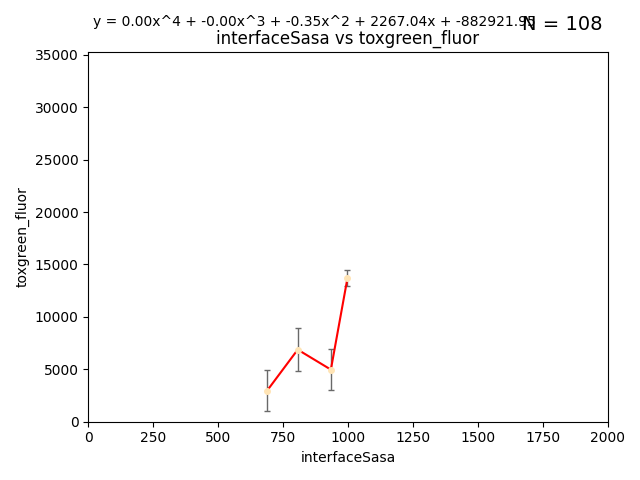 y = 0.00x^4 + -0.00x^3 + -0.35x^2 + 2267.04x + -882921.95
N = 108
interfaceSasa vs toxgreen_fluor
35000
30000
25000
20000
15000
10000
5000
0
toxgreen_fluor
0 250 500 750 1000 1250 1500 1750 2000
interfaceSasa